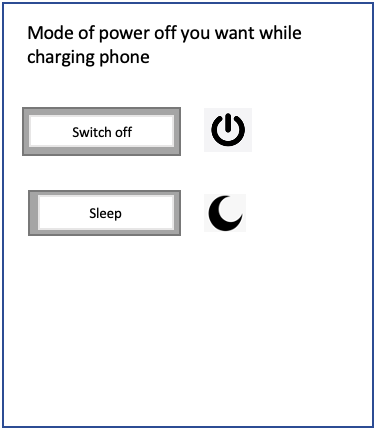 Mode of power off you want while
charging phone
Switch off
Sleep